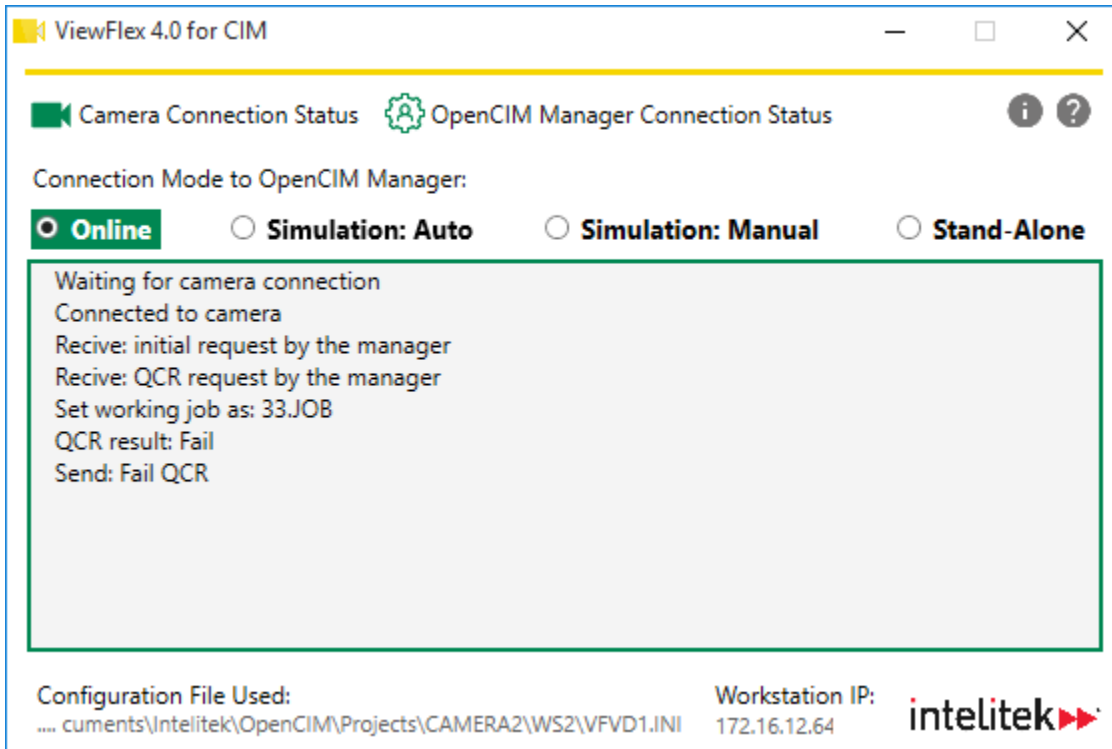 ViewFlex 4.0 for CIM
Camera Connection Status OpenCIM Manager Connection Status
Connection Mode to OpenCIM Manager:
Online Simulation: Auto Simulation: Manual Stand-Alone
Waiting for camera connection
Connected to camera
Recive: initial request by the manager
Recive: QCR request by the manager
Set working job as: 33.JOB
QCR result: Fail
Send: Fail QCR
Configuration File Used: Workstation IP:
.... cuments\Intelitek\OpenCIM\Projects\CAMERA2\WS2\VFVD1.INI 172.16.12.64
intelitek